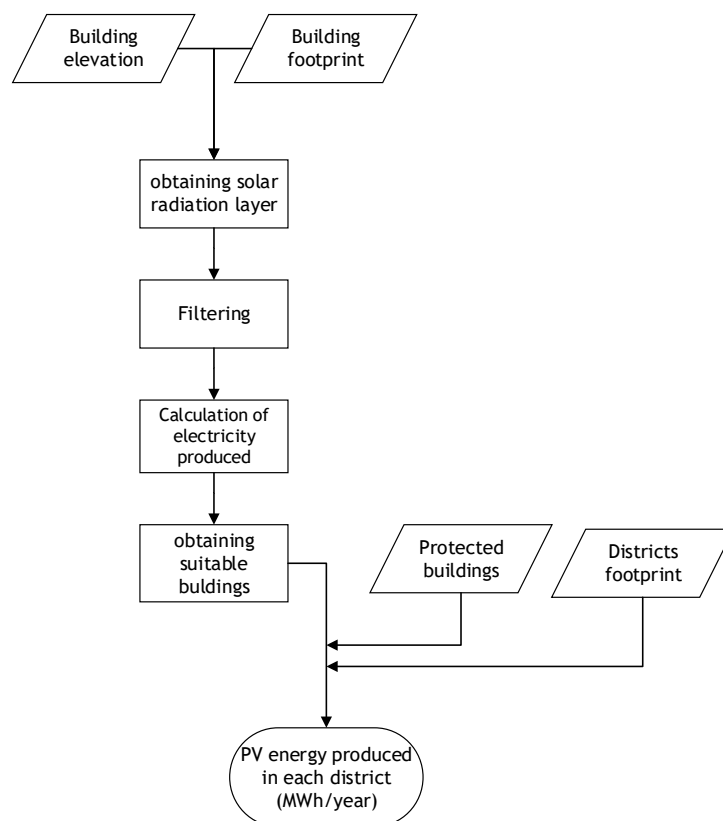 Building
elevation
Building
footprint
obtaining solar
radiation layer
Filtering
Calculation of
electricity
produced
obtaining
suitable
buldings
Protected
buildings
Districts
footprint
PV energy produced
in each district
(MWh/year)